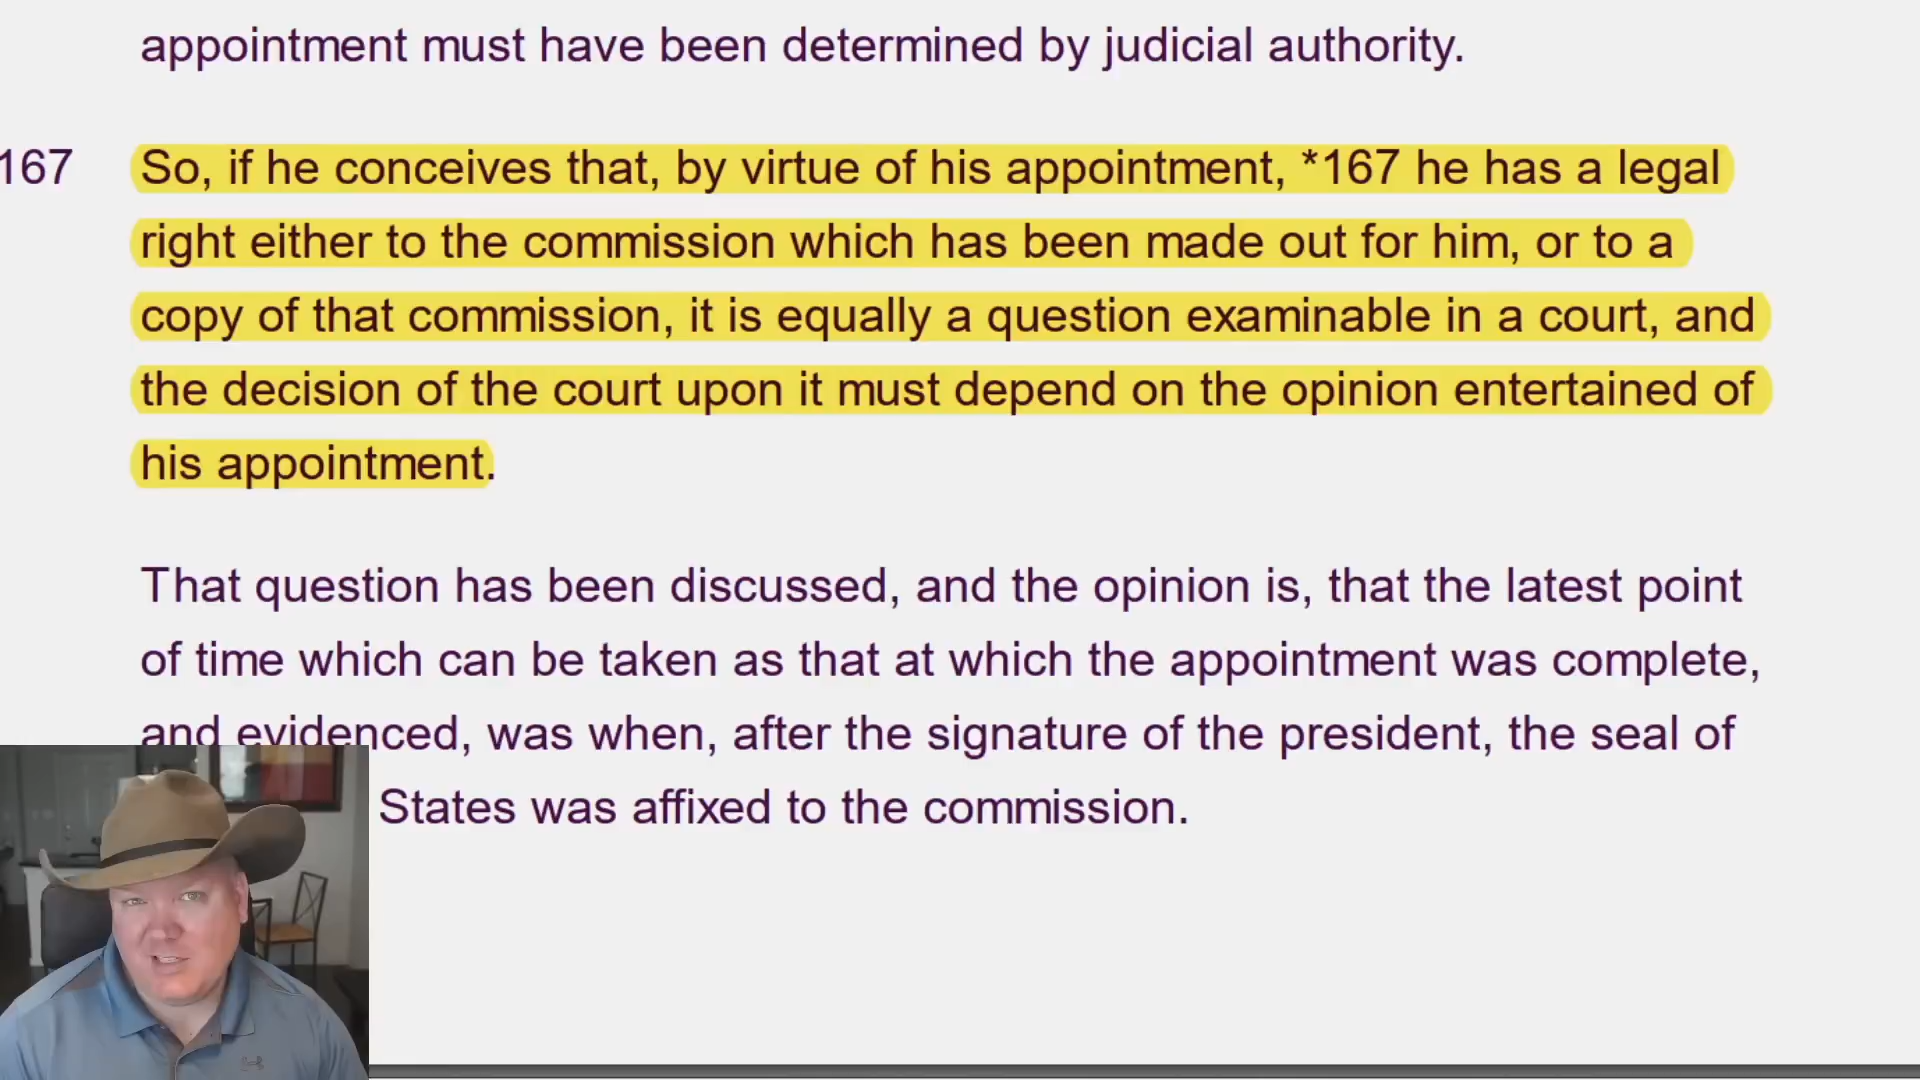 appointment must have been determined by judicial authority.
167 So, if he conceives that, by virtue of his appointment, *167 he has a legal
right either to the commission which has been made out for him, or to a
copy of that commission, it is equally a question examinable in a court, and
the decision of the court upon it must depend on the opinion entertained of
his appointment.
That question has been discussed, and the opinion is, that the latest point
of time which can be taken as that at which the appointment was complete,
and evidenced, was when, after the signature of the president, the seal of
States was affixed to the commission.